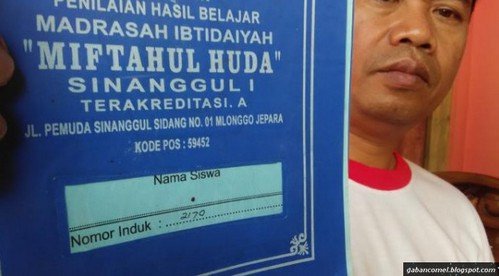 PENILAIAN HASIL BELAJAR
MADRASAH IBTIDAIYAH
"MIFTAHUL HUDA"
SINANGGUL I
TERAKREDITASI. A
JL. PEMUDA SINANGGUL SIDANG NO. 01 MLONGGO JEPARA
KODE POS : 59452
Nama Siswa
Nomor Induk : 2170
gabancomel.blogspot.com